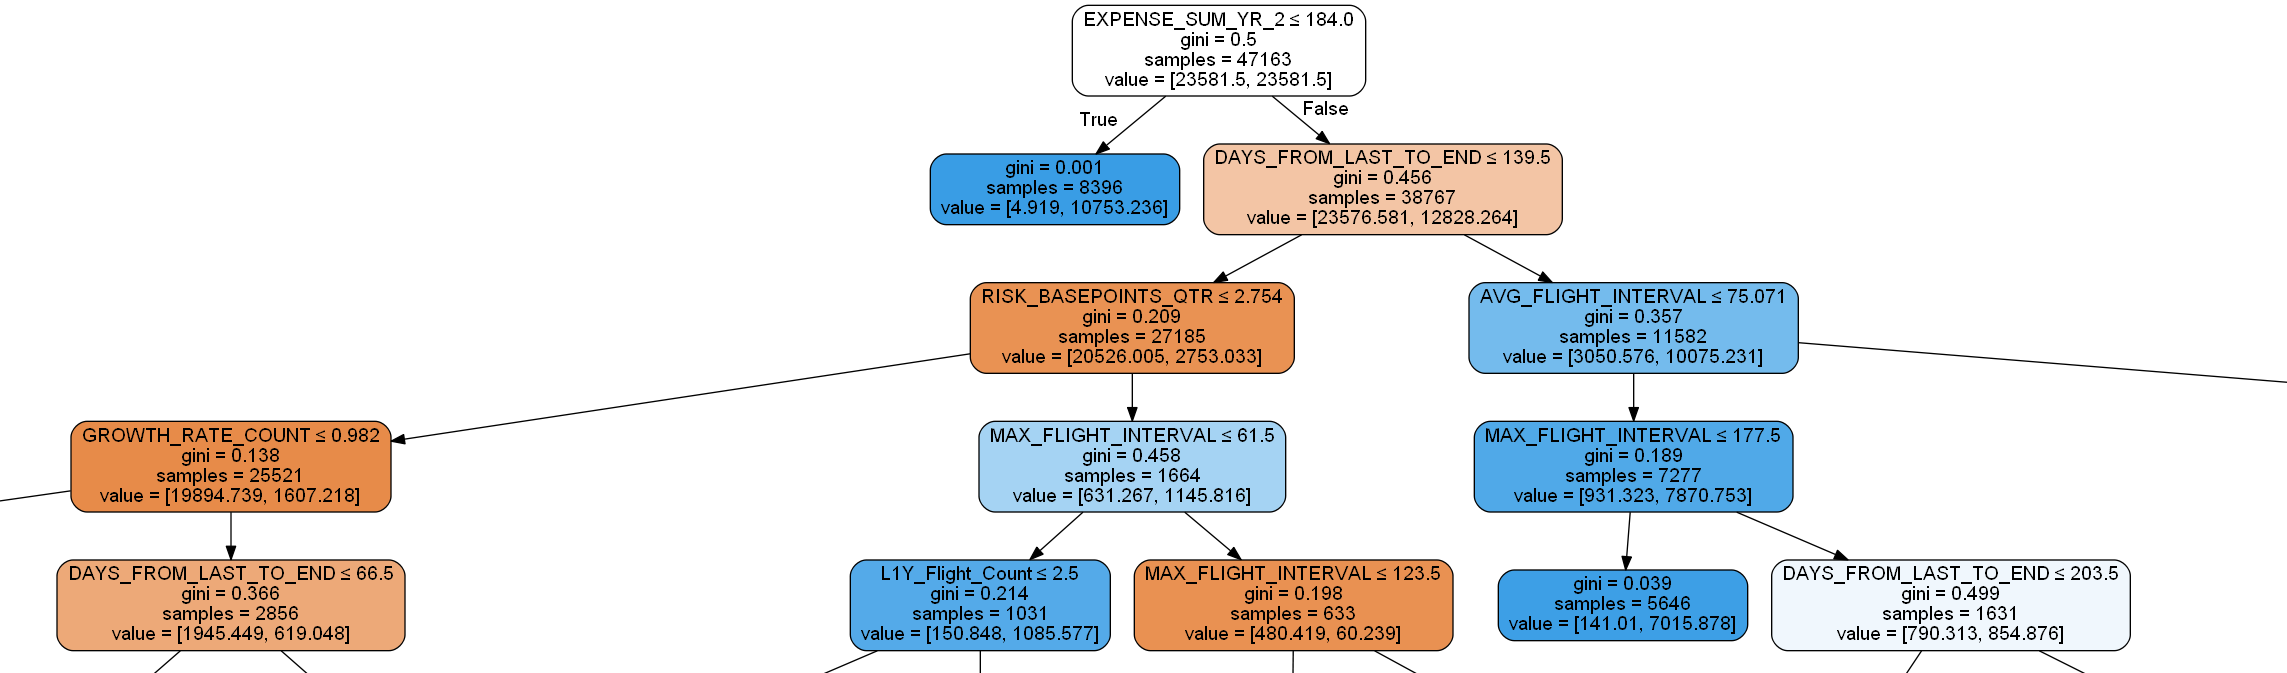 EXPENSE_SUM_YR_2 ≤ 184.0
gini = 0.5
samples = 47163
value = [23581.5, 23581.5]
True
False
gini = 0.001
samples = 8396
value = [4.919, 10753.236]
DAYS_FROM_LAST_TO_END ≤ 139.5
gini = 0.456
samples = 38767
value = [23576.581, 12828.264]
RISK_BASEPOINTS_QTR ≤ 2.754
gini = 0.209
samples = 27185
value = [20526.005, 2753.033]
AVG_FLIGHT_INTERVAL ≤ 75.071
gini = 0.357
samples = 11582
value = [3050.576, 10075.231]
GROWTH_RATE_COUNT ≤ 0.982
gini = 0.138
samples = 25521
value = [19894.739, 1607.218]
MAX_FLIGHT_INTERVAL ≤ 61.5
gini = 0.458
samples = 1664
value = [631.267, 1145.816]
MAX_FLIGHT_INTERVAL ≤ 177.5
gini = 0.189
samples = 7277
value = [931.323, 7870.753]
DAYS_FROM_LAST_TO_END ≤ 66.5
gini = 0.366
samples = 2856
value = [1945.449, 619.048]
L1Y_Flight_Count ≤ 2.5
gini = 0.214
samples = 1031
value = [150.848, 1085.577]
MAX_FLIGHT_INTERVAL ≤ 123.5
gini = 0.198
samples = 633
value = [480.419, 60.239]
gini = 0.039
samples = 5646
value = [141.01, 7015.878]
DAYS_FROM_LAST_TO_END ≤ 203.5
gini = 0.499
samples = 1631
value = [790.313, 854.876]